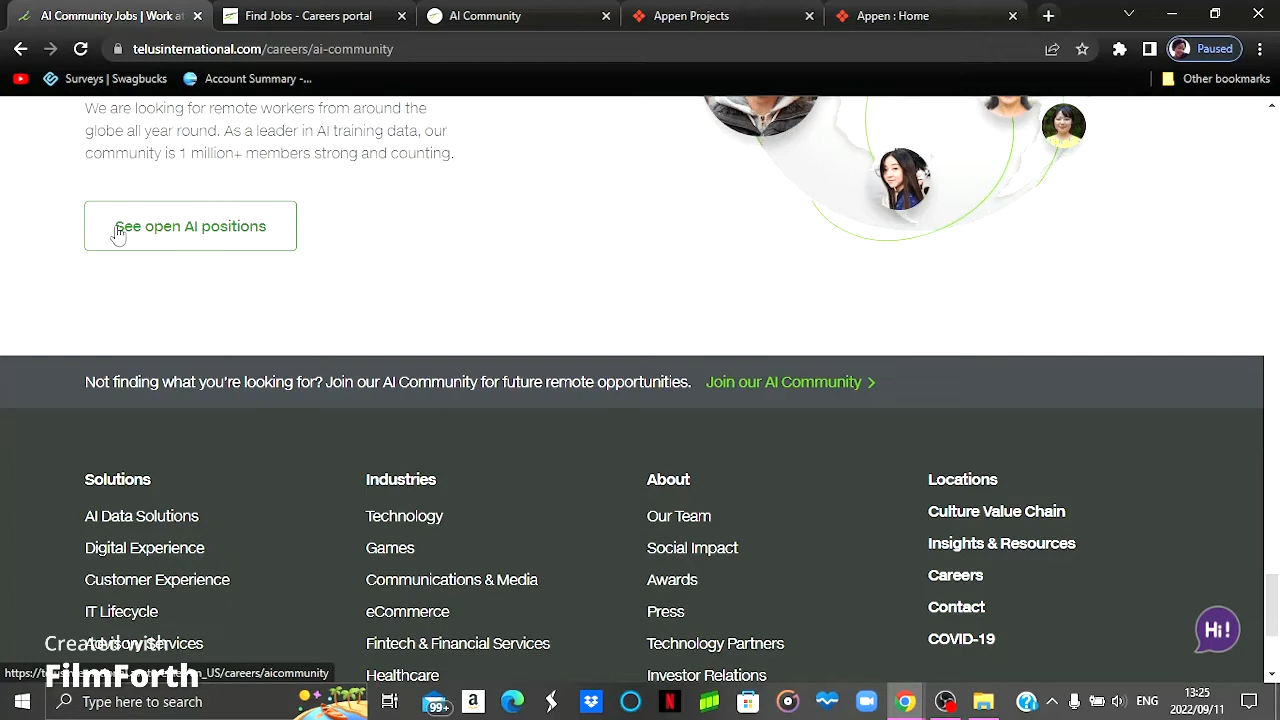 AI Community Jobs | Work at
Find Jobs - Careers portal
AI Community
Appen Projects
Appen : Home
telusinternational.com/careers/ai-community
Paused
Surveys | Swagbucks
Account Summary -...
Other bookmarks
We are looking for remote workers from around the
globe all year round. As a leader in AI training data, our
community is 1 million+ members strong and counting.
See open AI positions
Not finding what you're looking for? Join our AI Community for future remote opportunities. Join our AI Community
Solutions
Industries
About
Locations
AI Data Solutions
Technology
Our Team
Culture Value Chain
Digital Experience
Games
Social Impact
Insights & Resources
Customer Experience
Communications & Media
Awards
Careers
IT Lifecycle
eCommerce
Press
Contact
Advisory Services
Fintech & Financial Services
Technology Partners
COVID-19
Healthcare
Investor Relations
Hi!
Created with
FilmForth
_US/careers/aicommunity
Type here to search
99+
ENG
13:25
2022/09/11